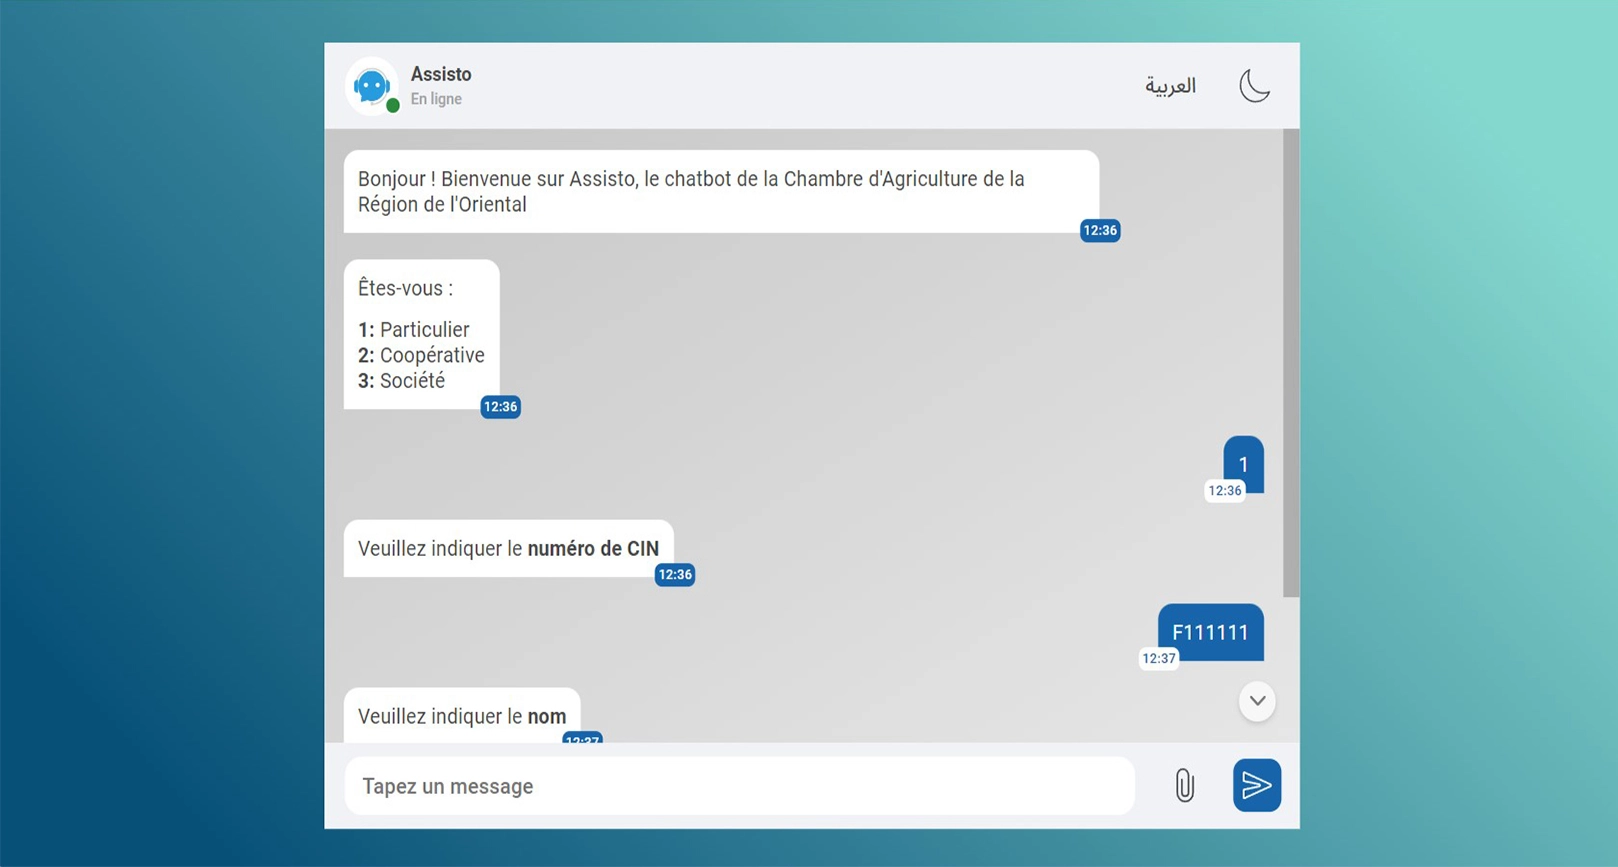 Assisto
En ligne
العربية
Bonjour ! Bienvenue sur Assisto, le chatbot de la Chambre d'Agriculture de la
Région de l'Oriental
12:36
Êtes-vous :
1: Particulier
2: Coopérative
3: Société
12:36
1
12:36
Veuillez indiquer le numéro de CIN
12:36
F111111
12:37
Veuillez indiquer le nom
12:37
Tapez un message